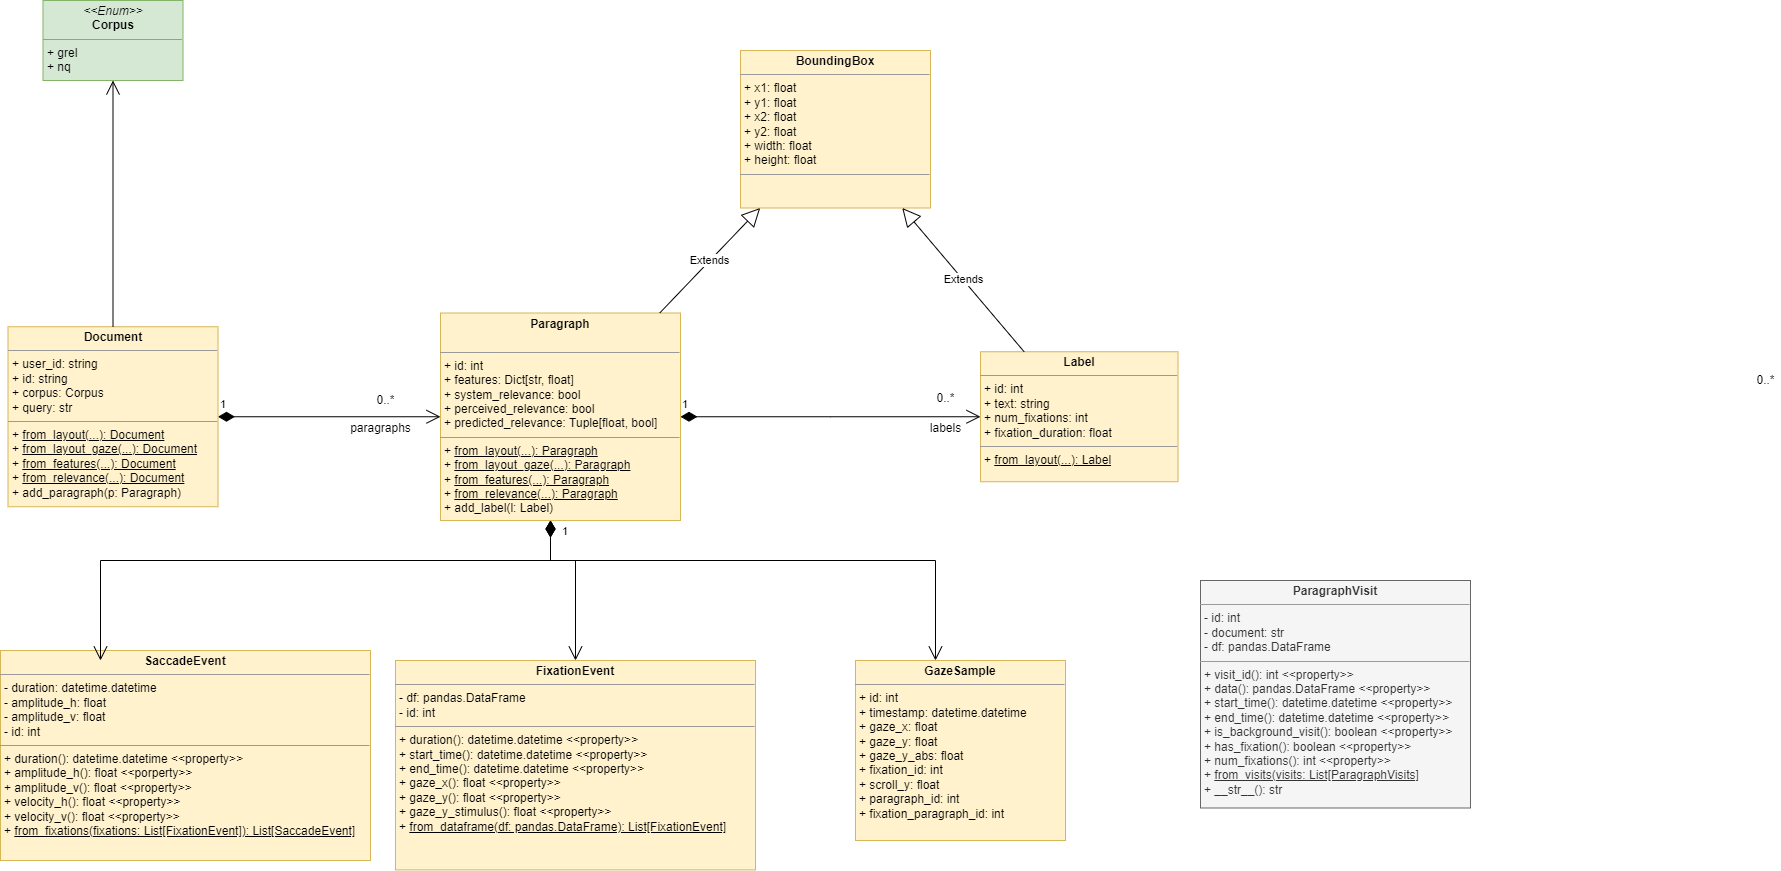 <<Enum>>
Corpus
+ grel
+ nq
BoundingBox
+ x1: float
+ y1: float
+ x2: float
+ y2: float
+ width: float
+ height: float
Extends
Extends
Document
+ user_id: string
+ id: string
+ corpus: Corpus
+ query: str
+ from_layout(...): Document
+ from_layout_gaze(...): Document
+ from_features(...): Document
+ from_relevance(...): Document
+ add_paragraph(p: Paragraph)
1
0..*
paragraphs
Paragraph
+ id: int
+ features: Dict[str, float]
+ system_relevance: bool
+ perceived_relevance: bool
+ predicted_relevance: Tuple[float, bool]
+ from_layout(...): Paragraph
+ from_layout_gaze(...): Paragraph
+ from_features(...): Paragraph
+ from_relevance(...): Paragraph
+ add_label(l: Label)
1
0..*
labels
Label
+ id: int
+ text: string
+ num_fixations: int
+ fixation_duration: float
+ from_layout(...): Label
0..*
1
SaccadeEvent
- duration: datetime.datetime
- amplitude_h: float
- amplitude_v: float
- id: int
+ duration(): datetime.datetime <<property>>
+ amplitude_h(): float <<porperty>>
+ amplitude_v(): float <<property>>
+ velocity_h(): float <<property>>
+ velocity_v(): float <<property>>
+ from_fixations(fixations: List[FixationEvent]): List[SaccadeEvent]
FixationEvent
- df: pandas.DataFrame
- id: int
+ duration(): datetime.datetime <<property>>
+ start_time(): datetime.datetime <<property>>
+ end_time(): datetime.datetime <<property>>
+ gaze_x(): float <<property>>
+ gaze_y(): float <<property>>
+ gaze_y_stimulus(): float <<property>>
+ from_dataframe(df: pandas.DataFrame): List[FixationEvent]
GazeSample
+ id: int
+ timestamp: datetime.datetime
+ gaze_x: float
+ gaze_y: float
+ gaze_y_abs: float
+ fixation_id: int
+ scroll_y: float
+ paragraph_id: int
+ fixation_paragraph_id: int
ParagraphVisit
- id: int
- document: str
- df: pandas.DataFrame
+ visit_id(): int <<property>>
+ data(): pandas.DataFrame <<property>>
+ start_time(): datetime.datetime <<property>>
+ end_time(): datetime.datetime <<property>>
+ is_background_visit(): boolean <<property>>
+ has_fixation(): boolean <<property>>
+ num_fixations(): int <<property>>
+ from_visits(visits: List[ParagraphVisits]
+ __str__(): str